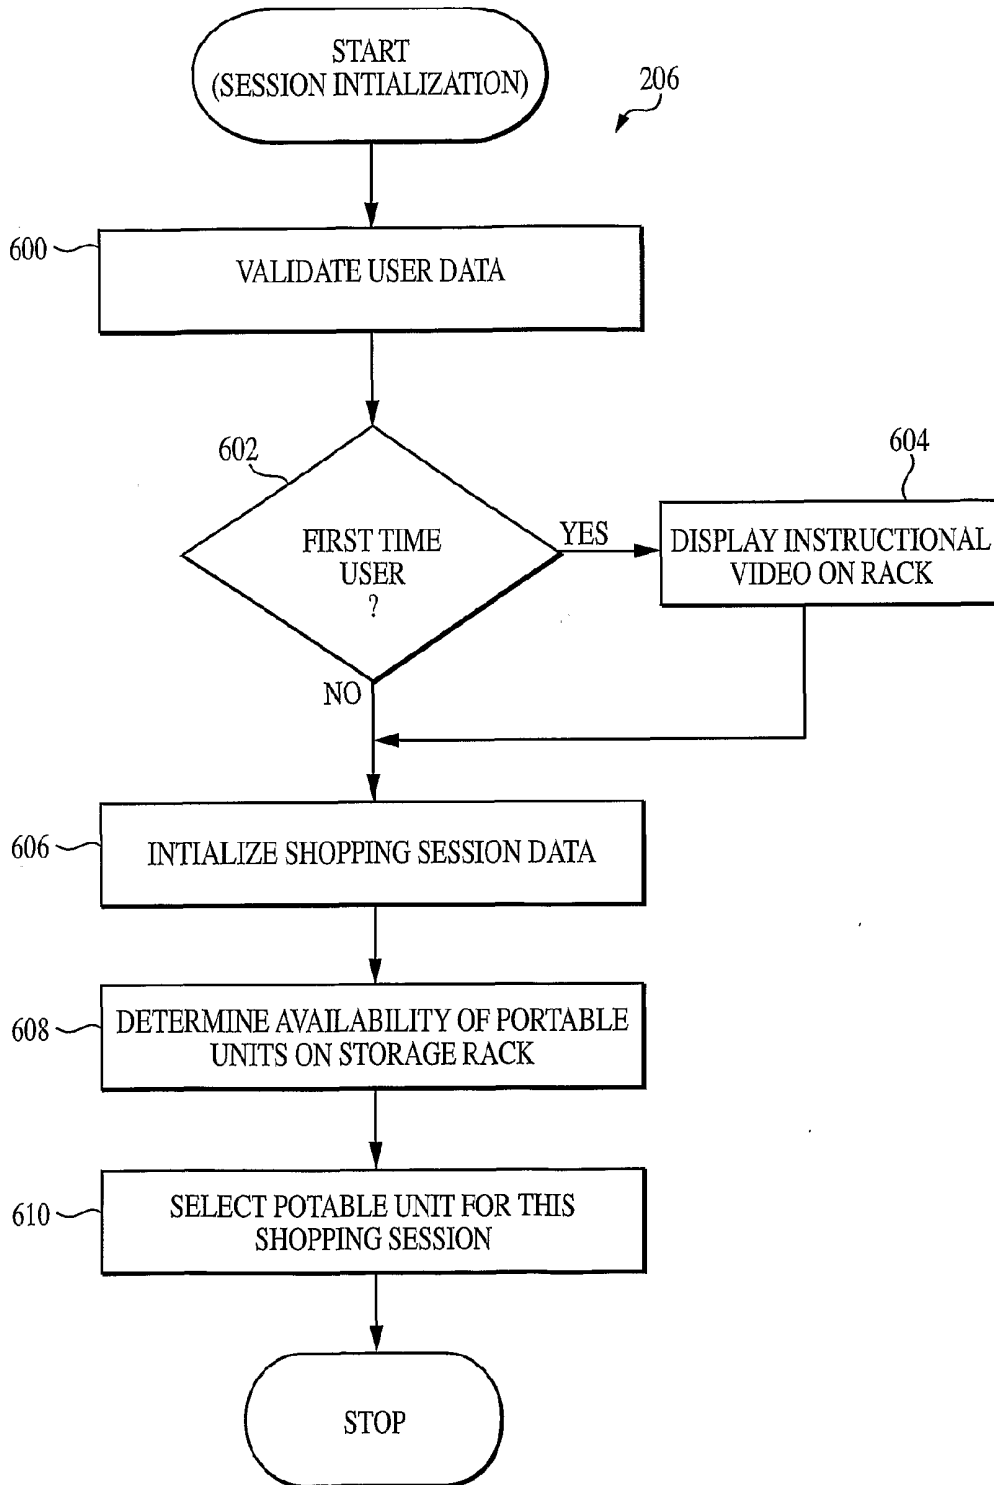 START
(SESSION INTIALIZATION)
206
600
VALIDATE USER DATA
602
FIRST TIME
USER
?
YES
604
DISPLAY INSTRUCTIONAL
VIDEO ON RACK
NO
606
INTIALIZE SHOPPING SESSION DATA
608
DETERMINE AVAILABILITY OF PORTABLE
UNITS ON STORAGE RACK
610
SELECT POTABLE UNIT FOR THIS
SHOPPING SESSION
STOP